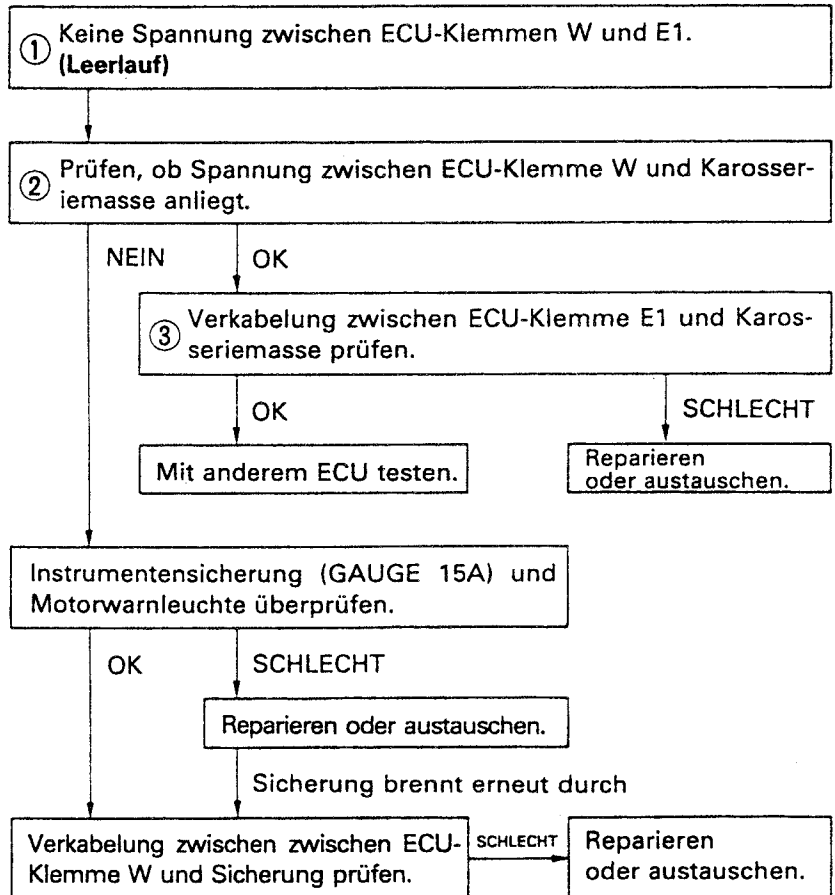 ① Keine Spannung zwischen ECU-Klemmen W und E1.
(Leerlauf)
② Prüfen, ob Spannung zwischen ECU-Klemme W und Karosser-
iemasse anliegt.
NEIN OK
③ Verkabelung zwischen ECU-Klemme E1 und Karos-
seriemasse prüfen.
OK SCHLECHT
Mit anderem ECU testen.
Reparieren
oder austauschen.
Instrumentensicherung (GAUGE 15A) und
Motorwarnleuchte überprüfen.
OK SCHLECHT
Reparieren oder austauschen.
Sicherung brennt erneut durch
Verkabelung zwischen zwischen ECU-
Klemme W und Sicherung prüfen.
SCHLECHT
Reparieren
oder austauschen.